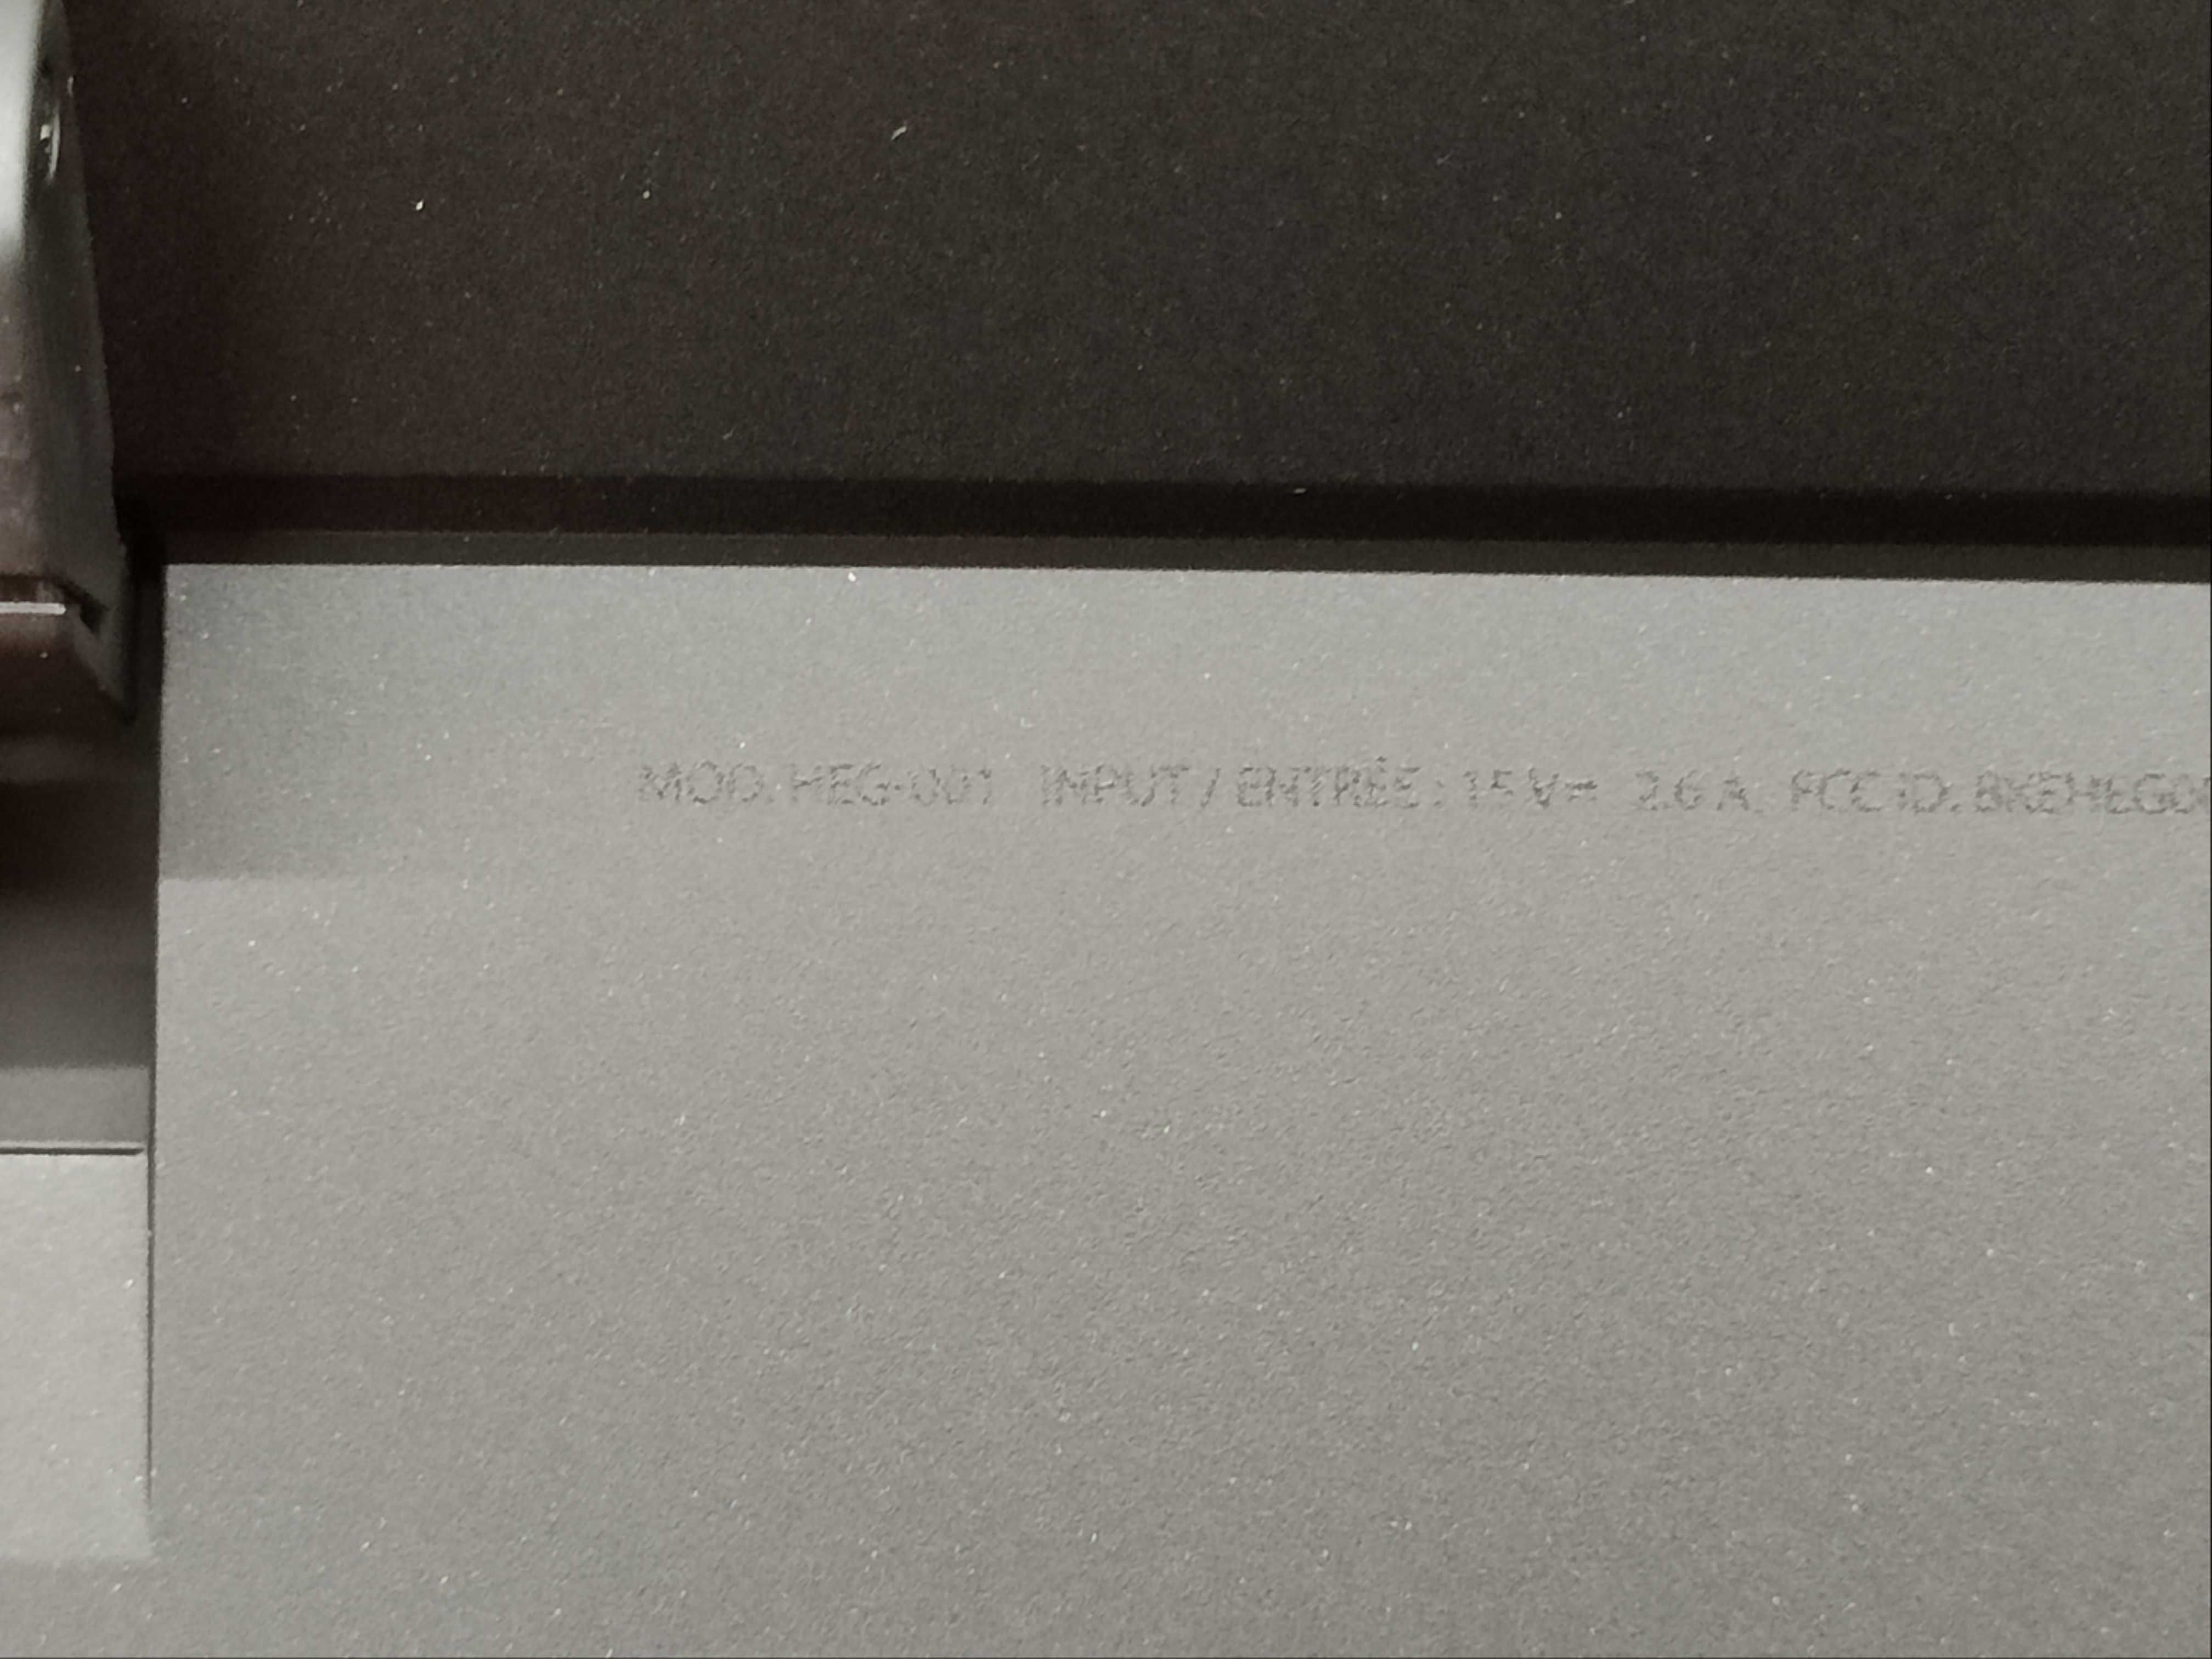 MOD. HEG-001 INPUT / ENTRÉE : 15 V⎓ 2.6 A FCC ID.